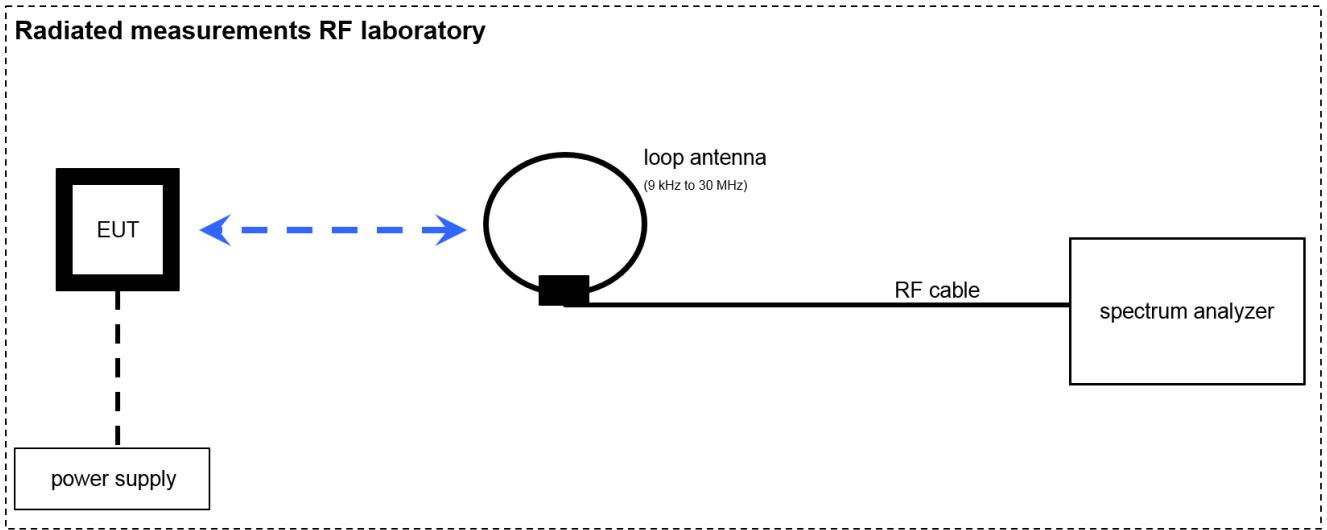 Radiated measurements RF laboratory
loop antenna
(9 kHz to 30 MHz)
EUT
RF cable
spectrum analyzer
power supply